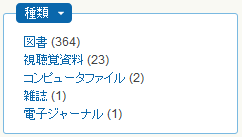 種類
図書 (364)
視聴覚資料 (23)
コンピュータファイル (2)
雑誌 (1)
電子ジャーナル (1)